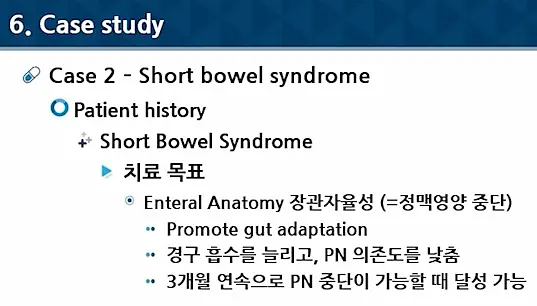 6. Case study
Case 2 - Short bowel syndrome
Patient history
Short Bowel Syndrome
치료 목표
Enteral Anatomy 장관자율성 (=정맥영양 중단)
Promote gut adaptation
경구 흡수를 늘리고, PN 의존도를 낮춤
3개월 연속으로 PN 중단이 가능할 때 달성 가능